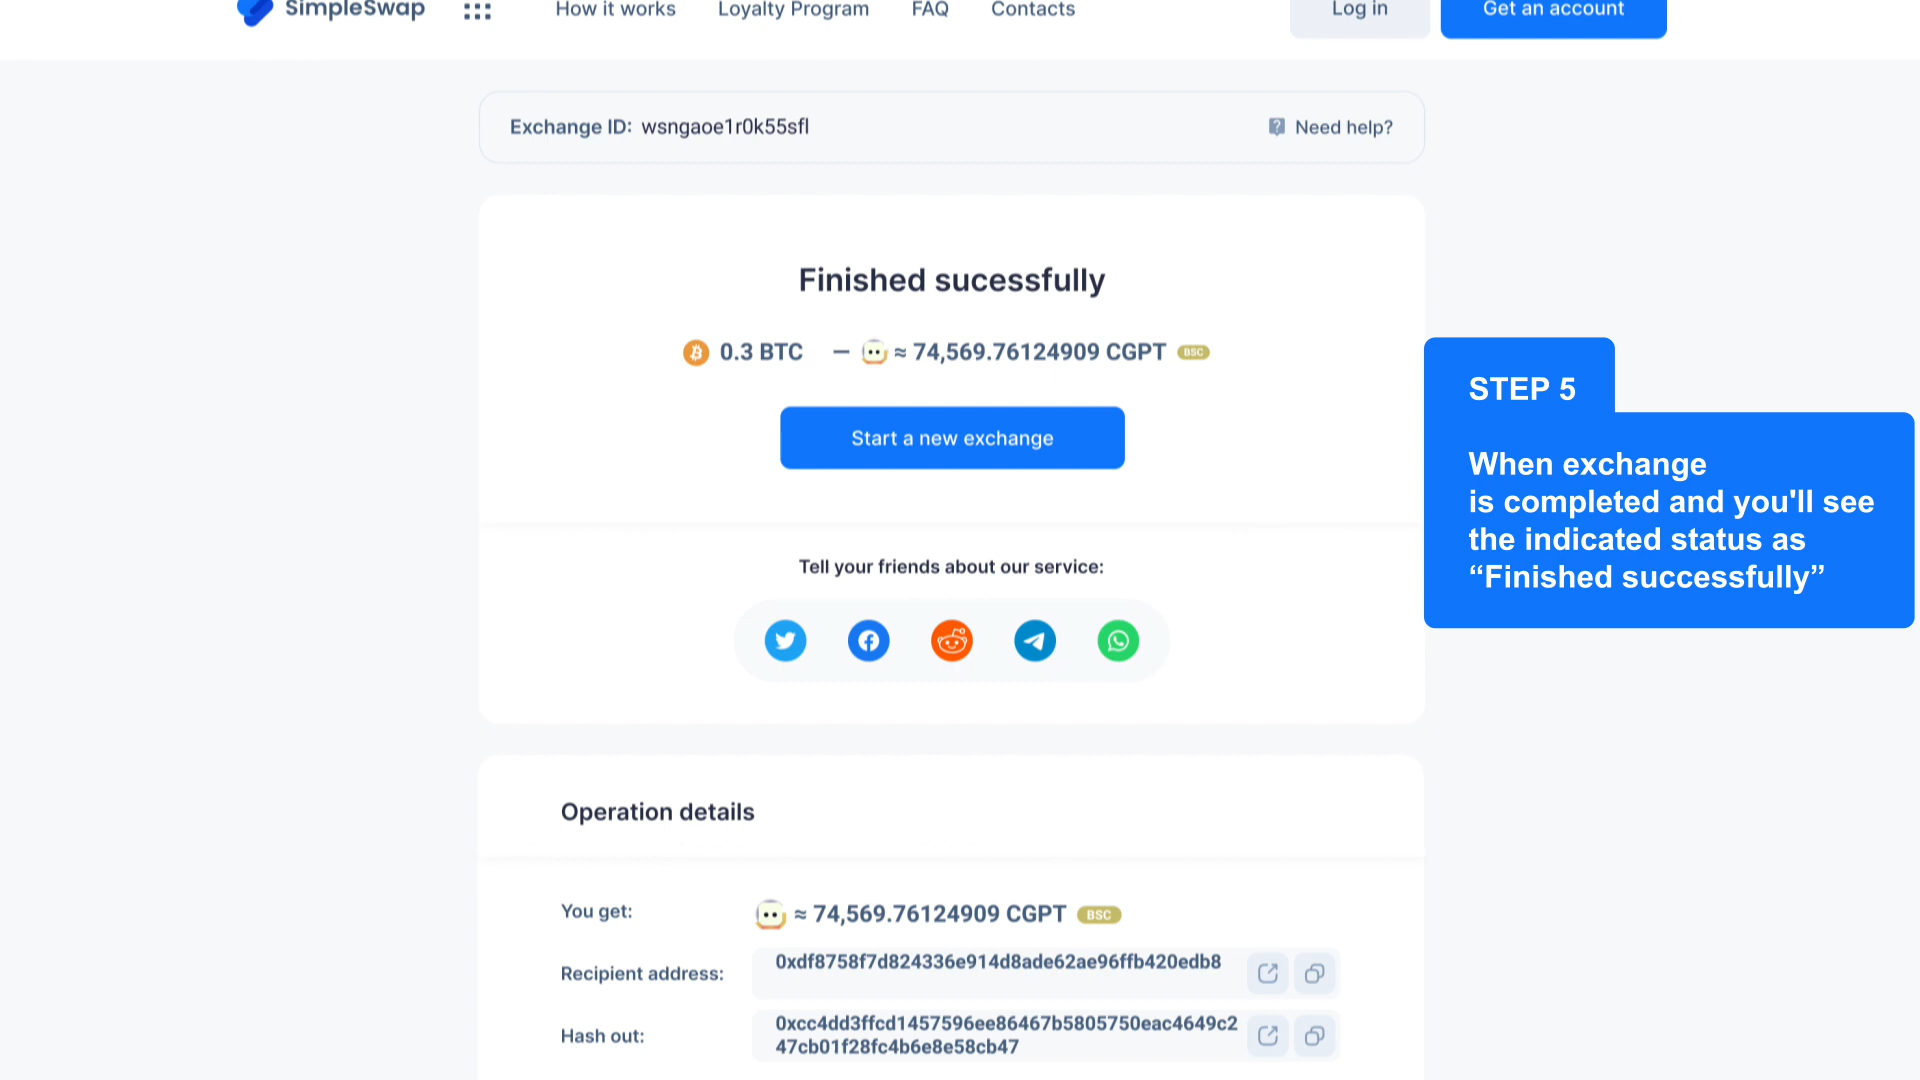 SimpleSwap
How it works
Loyalty Program
FAQ
Contacts
Log in
Get an account
Exchange ID: wsngaoe1r0k55sfl
Need help?
Finished sucessfully
0.3 BTC – ≈ 74,569.76124909 CGPT BSC
Start a new exchange
STEP 5
When exchange
is completed and you'll see
the indicated status as
“Finished successfully”
Tell your friends about our service:
Operation details
You get: ≈ 74,569.76124909 CGPT BSC
Recipient address: 0xdf8758f7d824336e914d8ade62ae96ffb420edb8
Hash out: 0xcc4dd3ffcd1457596ee86467b5805750eac4649c2
47cb01f28fc4b6e8e58cb47